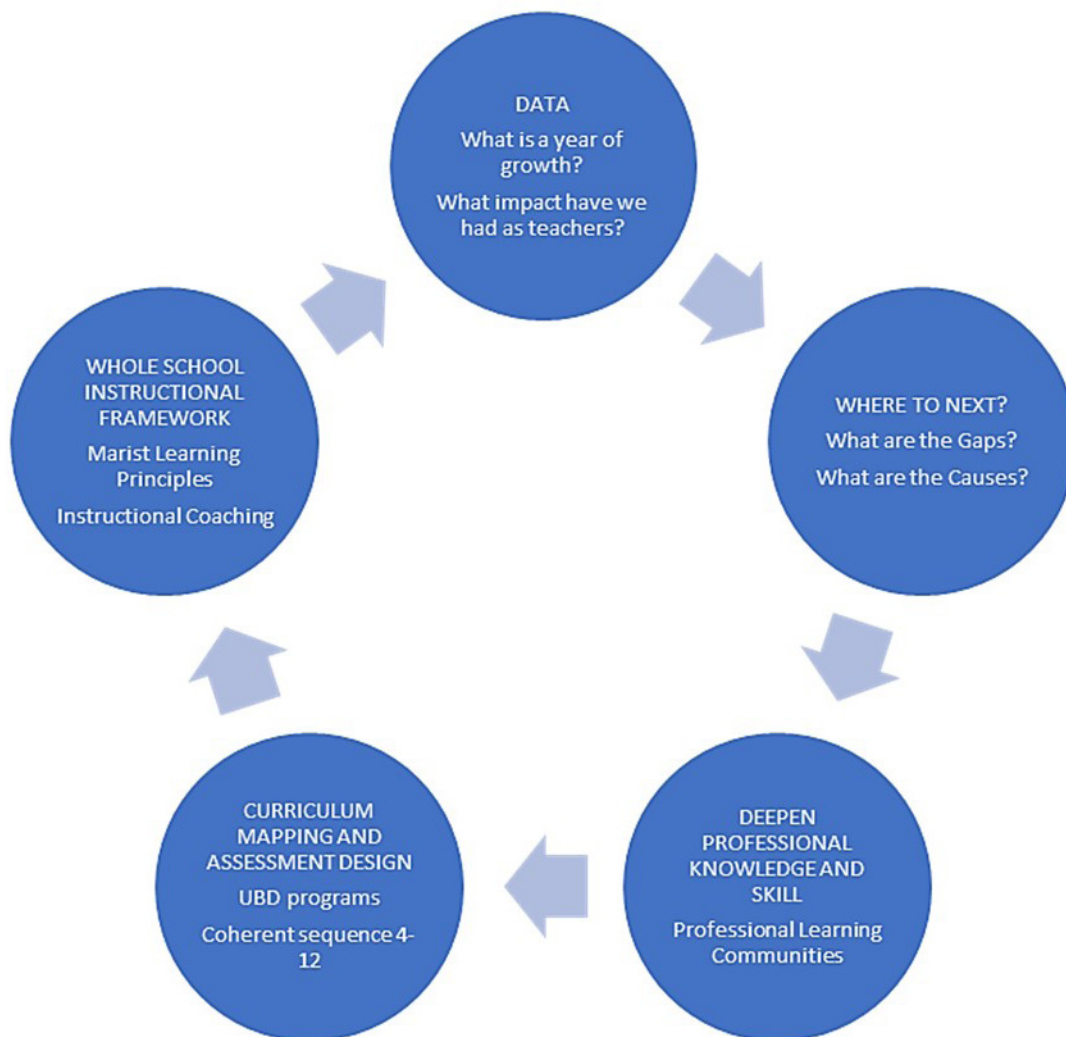 DATA
What is a year of
growth?
What impact have we
had as teachers?
WHERE TO NEXT?
What are the Gaps?
What are the Causes?
DEEPEN
PROFESSIONAL
KNOWLEDGE AND
SKILL
Professional Learning
Communities
CURRICULUM
MAPPING AND
ASSESSMENT DESIGN
UBD programs
Coherent sequence 4-
12
WHOLE SCHOOL
INSTRUCTIONAL
FRAMEWORK
Marist Learning
Principles
Instructional Coaching